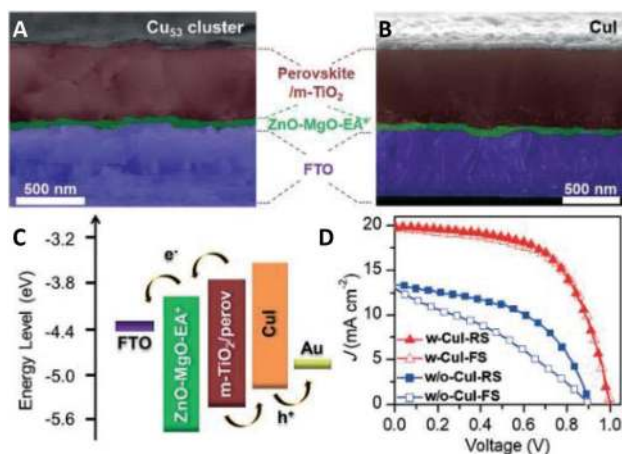 A
Cu53 cluster
500 nm
Perovskite
/m-TiO2
ZnO-MgO-EA+
FTO
B
CuI
500 nm
C
Energy Level (eV)
-3.2
-3.8
-4.4
-5.0
-5.6
e-
FTO
ZnO-MgO-EA+
m-TiO2/perov
CuI
Au
h+
D
J (mA cm-2)
20
15
10
5
0
w-CuI-RS
w-CuI-FS
w/o-CuI-RS
w/o-CuI-FS
0.0 0.2 0.4 0.6 0.8 1.0
Voltage (V)